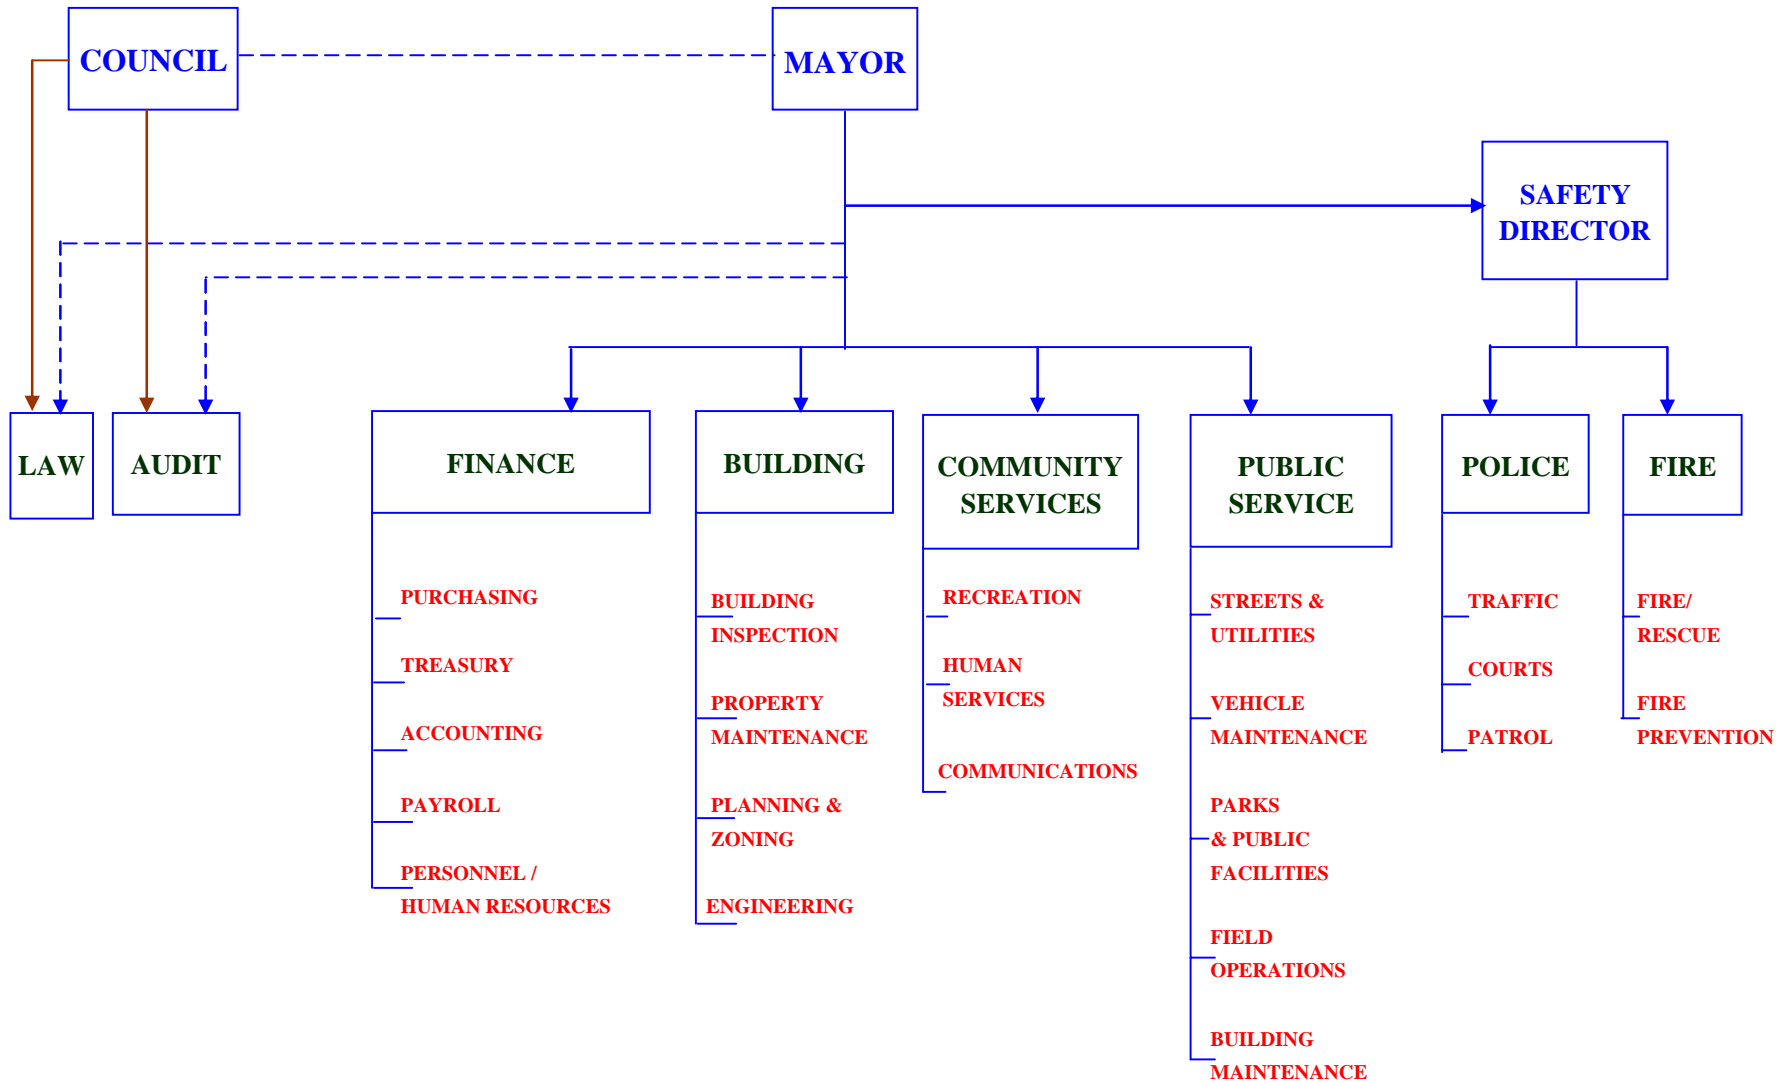 COUNCIL
MAYOR
SAFETY
DIRECTOR
LAW
AUDIT
FINANCE
BUILDING
COMMUNITY
SERVICES
PUBLIC
SERVICE
POLICE
FIRE
PURCHASING
TREASURY
ACCOUNTING
PAYROLL
PERSONNEL /
HUMAN RESOURCES
BUILDING
INSPECTION
PROPERTY
MAINTENANCE
PLANNING &
ZONING
ENGINEERING
RECREATION
HUMAN
SERVICES
COMMUNICATIONS
STREETS &
UTILITIES
VEHICLE
MAINTENANCE
PARKS
& PUBLIC
FACILITIES
FIELD
OPERATIONS
BUILDING
MAINTENANCE
TRAFFIC
COURTS
PATROL
FIRE/
RESCUE
FIRE
PREVENTION